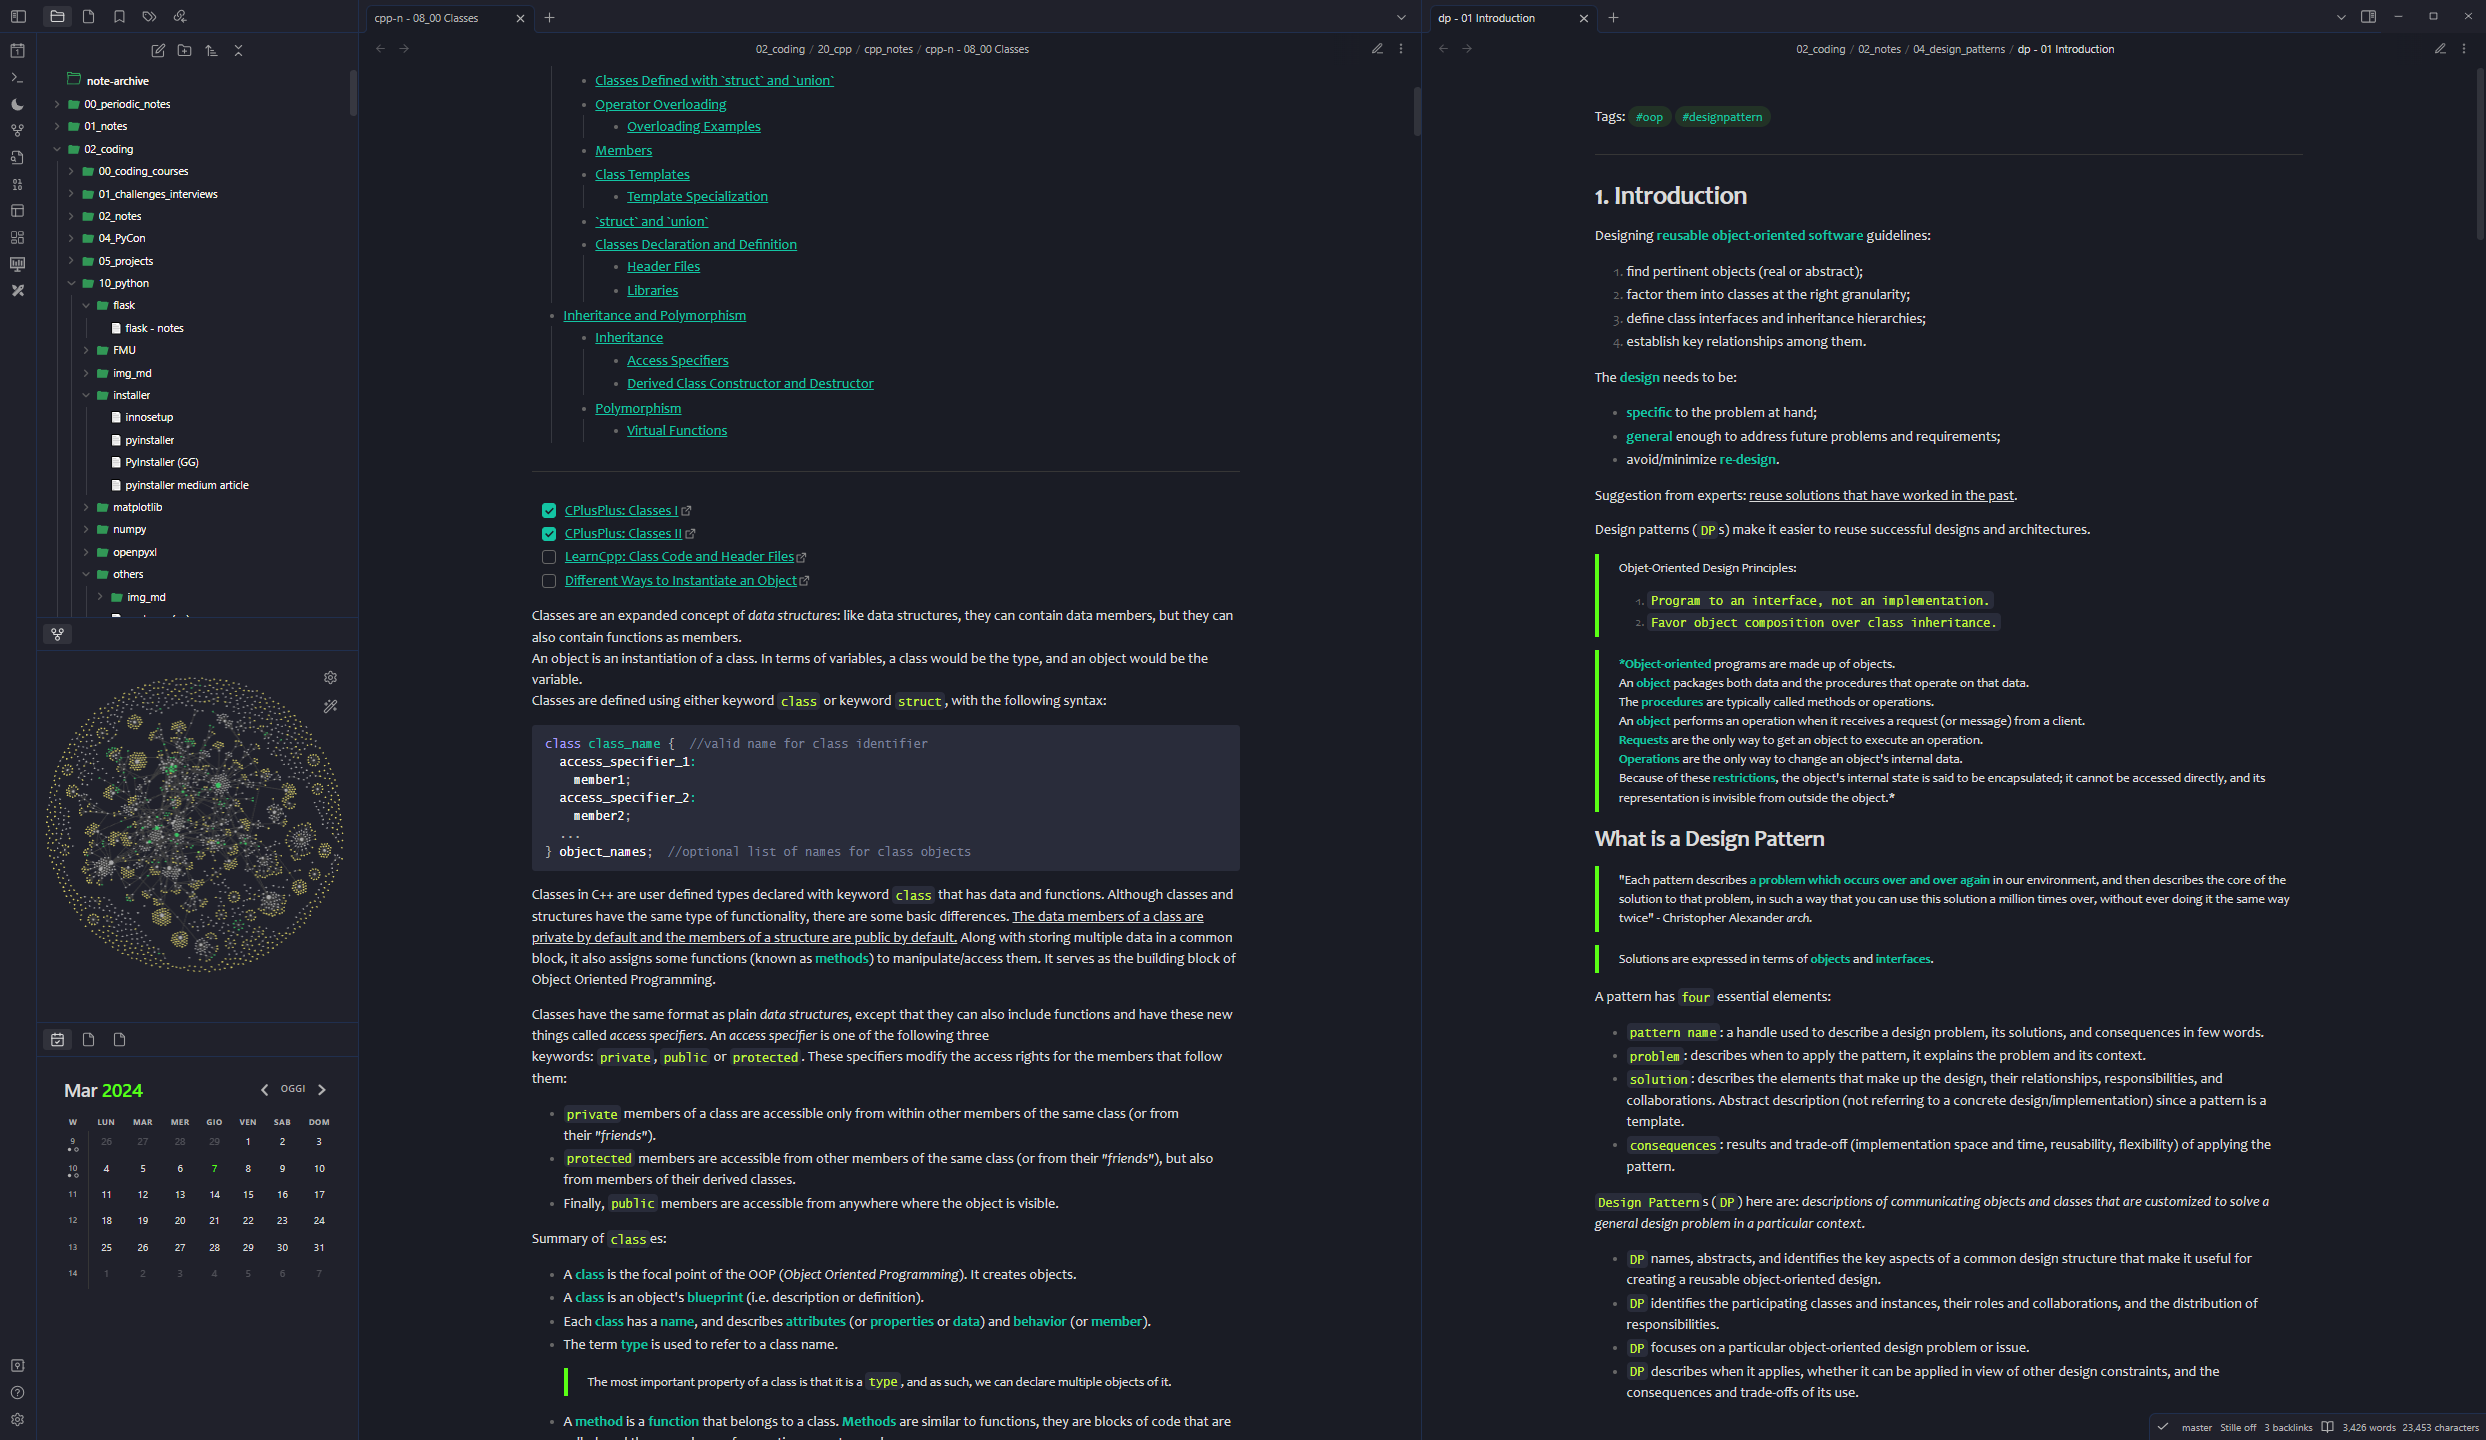 note-archive
00_periodic_notes
01_notes
02_coding
00_coding_courses
01_challenges_interviews
02_notes
04_PyCon
05_projects
10_python
flask
flask - notes
FMU
img_md
installer
innosetup
pyinstaller
PyInstaller (GG)
pyinstaller medium article
matplotlib
numpy
openpyxl
others
img_md
Mar 2024
OGGI
W LUN MAR MER GIO VEN SAB DOM
9 26 27 28 29 1 2 3
10 4 5 6 7 8 9 10
11 11 12 13 14 15 16 17
12 18 19 20 21 22 23 24
13 25 26 27 28 29 30 31
14 1 2 3 4 5 6 7
cpp-n - 08_00 Classes
02_coding / 20_cpp / cpp_notes / cpp-n - 08_00 Classes
Classes Defined with `struct` and `union`
Operator Overloading
Overloading Examples
Members
Class Templates
Template Specialization
`struct` and `union`
Classes Declaration and Definition
Header Files
Libraries
Inheritance and Polymorphism
Inheritance
Access Specifiers
Derived Class Constructor and Destructor
Polymorphism
Virtual Functions
CPlusPlus: Classes I
CPlusPlus: Classes II
LearnCpp: Class Code and Header Files
Different Ways to Instantiate an Object
Classes are an expanded concept of data structures: like data structures, they can contain data members, but they can
also contain functions as members.
An object is an instantiation of a class. In terms of variables, a class would be the type, and an object would be the
variable.
Classes are defined using either keyword class or keyword struct, with the following syntax:
class class_name {  //valid name for class identifier
  access_specifier_1:
    member1;
  access_specifier_2:
    member2;
  ...
} object_names;  //optional list of names for class objects
Classes in C++ are user defined types declared with keyword class that has data and functions. Although classes and
structures have the same type of functionality, there are some basic differences. The data members of a class are
private by default and the members of a structure are public by default. Along with storing multiple data in a common
block, it also assigns some functions (known as methods) to manipulate/access them. It serves as the building block of
Object Oriented Programming.
Classes have the same format as plain data structures, except that they can also include functions and have these new
things called access specifiers. An access specifier is one of the following three
keywords: private, public or protected. These specifiers modify the access rights for the members that follow
them:
private members of a class are accessible only from within other members of the same class (or from
their "friends").
protected members are accessible from other members of the same class (or from their "friends"), but also
from members of their derived classes.
Finally, public members are accessible from anywhere where the object is visible.
Summary of classes:
A class is the focal point of the OOP (Object Oriented Programming). It creates objects.
A class is an object's blueprint (i.e. description or definition).
Each class has a name, and describes attributes (or properties or data) and behavior (or member).
The term type is used to refer to a class name.
The most important property of a class is that it is a type, and as such, we can declare multiple objects of it.
A method is a function that belongs to a class. Methods are similar to functions, they are blocks of code that are
dp - 01 Introduction
02_coding / 02_notes / 04_design_patterns / dp - 01 Introduction
Tags: #oop #designpattern
1. Introduction
Designing reusable object-oriented software guidelines:
1. find pertinent objects (real or abstract);
2. factor them into classes at the right granularity;
3. define class interfaces and inheritance hierarchies;
4. establish key relationships among them.
The design needs to be:
specific to the problem at hand;
general enough to address future problems and requirements;
avoid/minimize re-design.
Suggestion from experts: reuse solutions that have worked in the past.
Design patterns (DPs) make it easier to reuse successful designs and architectures.
Objet-Oriented Design Principles:
1. Program to an interface, not an implementation.
2. Favor object composition over class inheritance.
*Object-oriented programs are made up of objects.
An object packages both data and the procedures that operate on that data.
The procedures are typically called methods or operations.
An object performs an operation when it receives a request (or message) from a client.
Requests are the only way to get an object to execute an operation.
Operations are the only way to change an object's internal data.
Because of these restrictions, the object's internal state is said to be encapsulated; it cannot be accessed directly, and its
representation is invisible from outside the object.*
What is a Design Pattern
"Each pattern describes a problem which occurs over and over again in our environment, and then describes the core of the
solution to that problem, in such a way that you can use this solution a million times over, without ever doing it the same way
twice" - Christopher Alexander arch.
Solutions are expressed in terms of objects and interfaces.
A pattern has four essential elements:
pattern name: a handle used to describe a design problem, its solutions, and consequences in few words.
problem: describes when to apply the pattern, it explains the problem and its context.
solution: describes the elements that make up the design, their relationships, responsibilities, and
collaborations. Abstract description (not referring to a concrete design/implementation) since a pattern is a
template.
consequences: results and trade-off (implementation space and time, reusability, flexibility) of applying the
pattern.
Design Patterns (DP) here are: descriptions of communicating objects and classes that are customized to solve a
general design problem in a particular context.
DP names, abstracts, and identifies the key aspects of a common design structure that make it useful for
creating a reusable object-oriented design.
DP identifies the participating classes and instances, their roles and collaborations, and the distribution of
responsibilities.
DP focuses on a particular object-oriented design problem or issue.
DP describes when it applies, whether it can be applied in view of other design constraints, and the
consequences and trade-offs of its use.
master Stille off 3 backlinks 3,426 words 23,453 characters